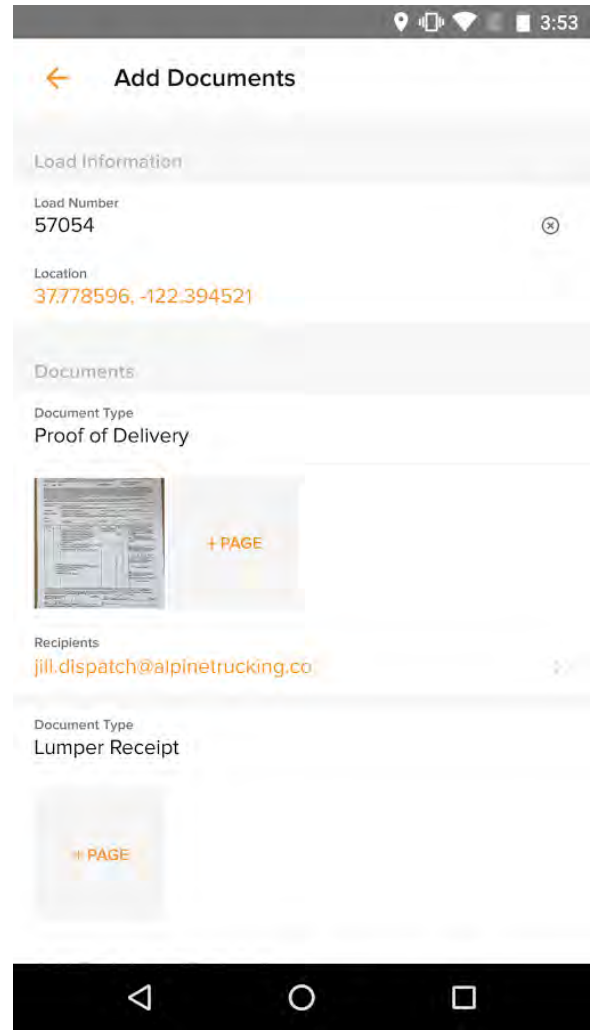 3:53
Add Documents
Load Information
Load Number
57054
Location
37.778596, -122.394521
Documents
Document Type
Proof of Delivery
+ PAGE
Recipients
jill.dispatch@alpinetrucking.co
Document Type
Lumper Receipt
+ PAGE